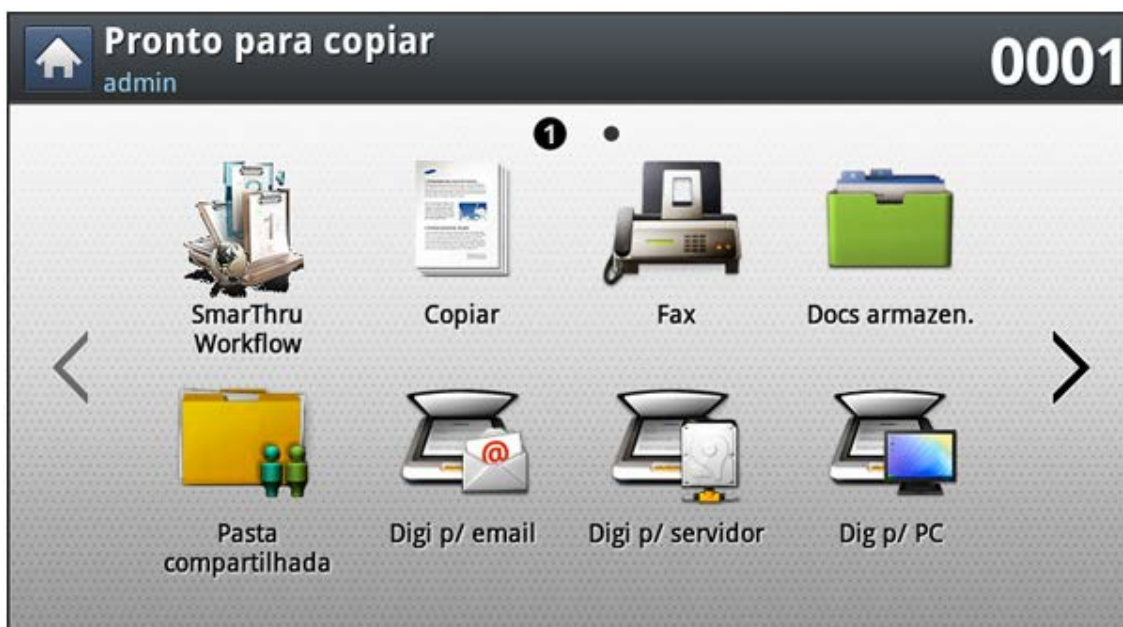 Pronto para copiar
admin
0001
1
SmarThru
Workflow
Copiar
Fax
Docs armazen.
Pasta
compartilhada
Digi p/ email
Digi p/ servidor
Dig p/ PC